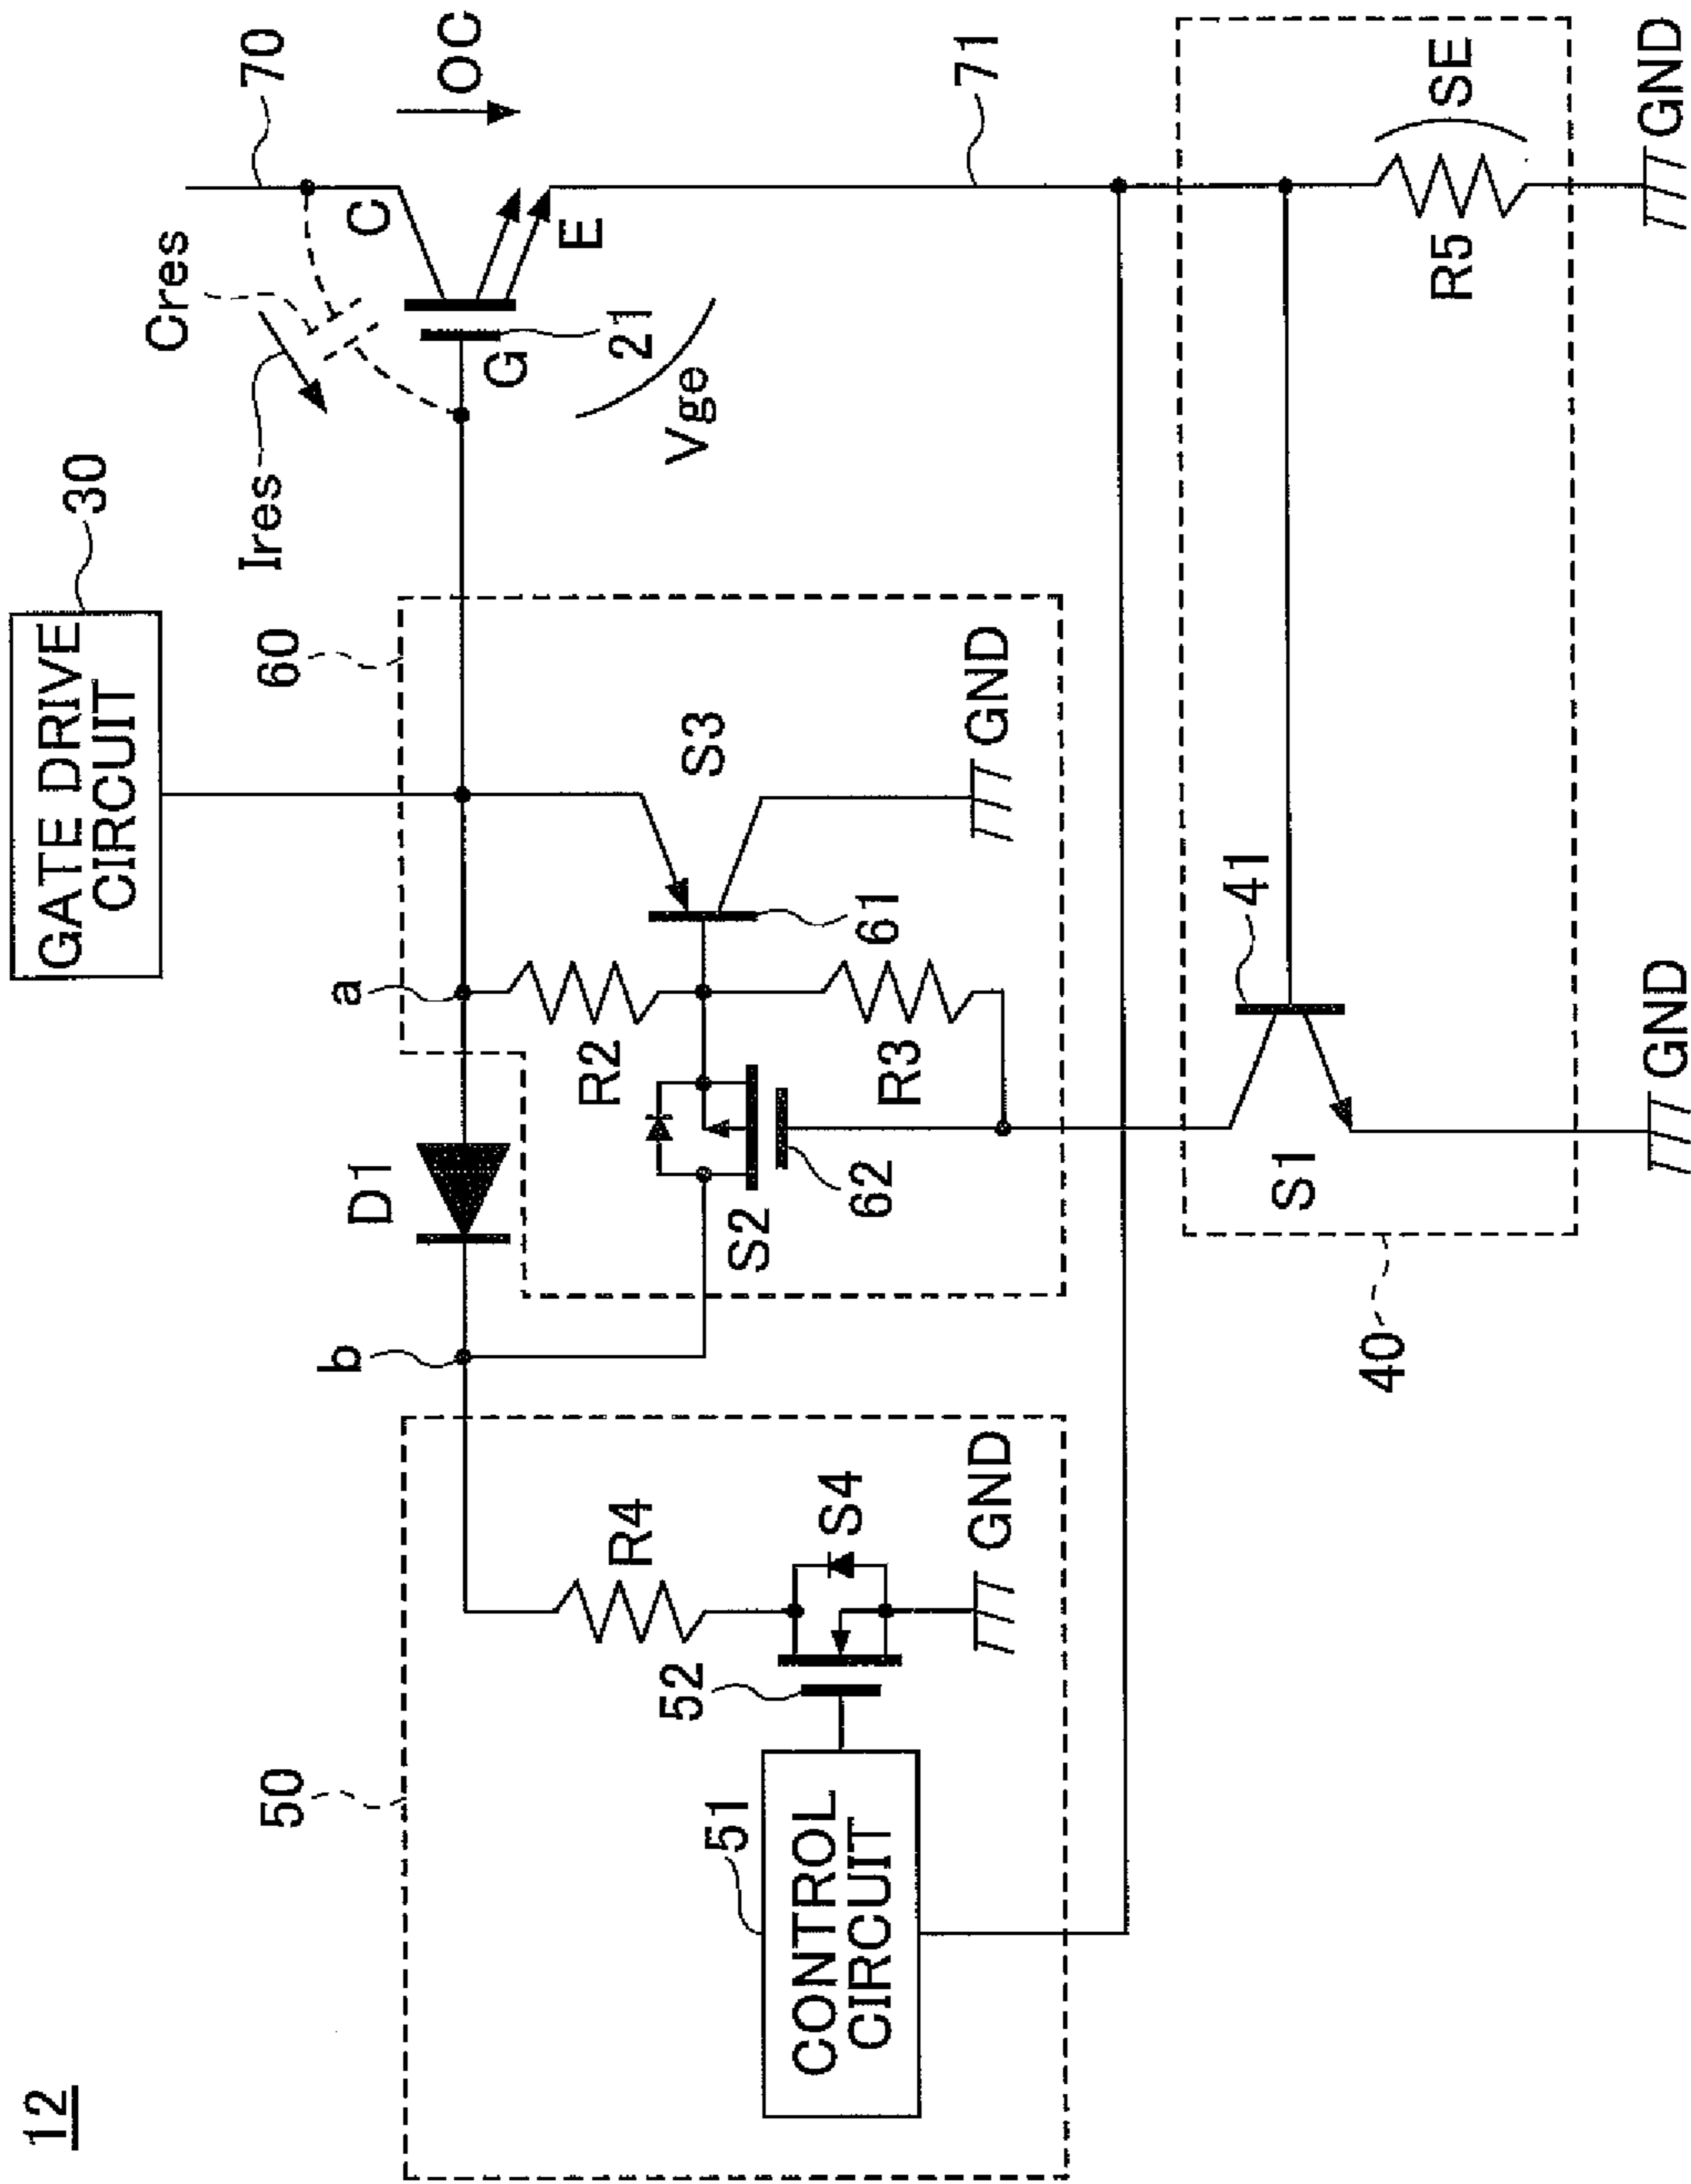 12
GATE DRIVE
CIRCUIT
30
70
OC
Cres
Ires
C
G
E
21
Vge
71
60
a
b
D1
R2
R3
S2
62
61
S3
GND
50
R4
S4
52
51
CONTROL
CIRCUIT
GND
40
41
S1
GND
R5
SE
GND